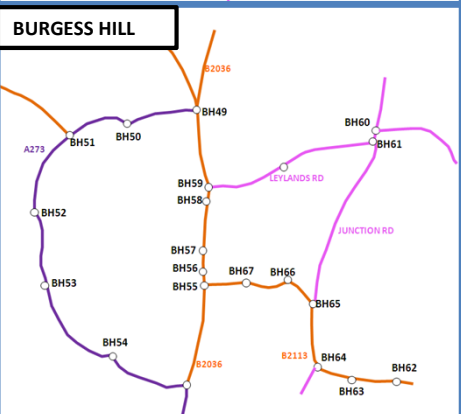 BURGESS HILL
B2036
BH49
BH50
BH51
A273
BH60
BH61
LEYLANDS RD
BH59
BH58
BH52
JUNCTION RD
BH57
BH56
BH67
BH66
BH55
BH53
BH65
BH54
B2036
B2113
BH64
BH62
BH63